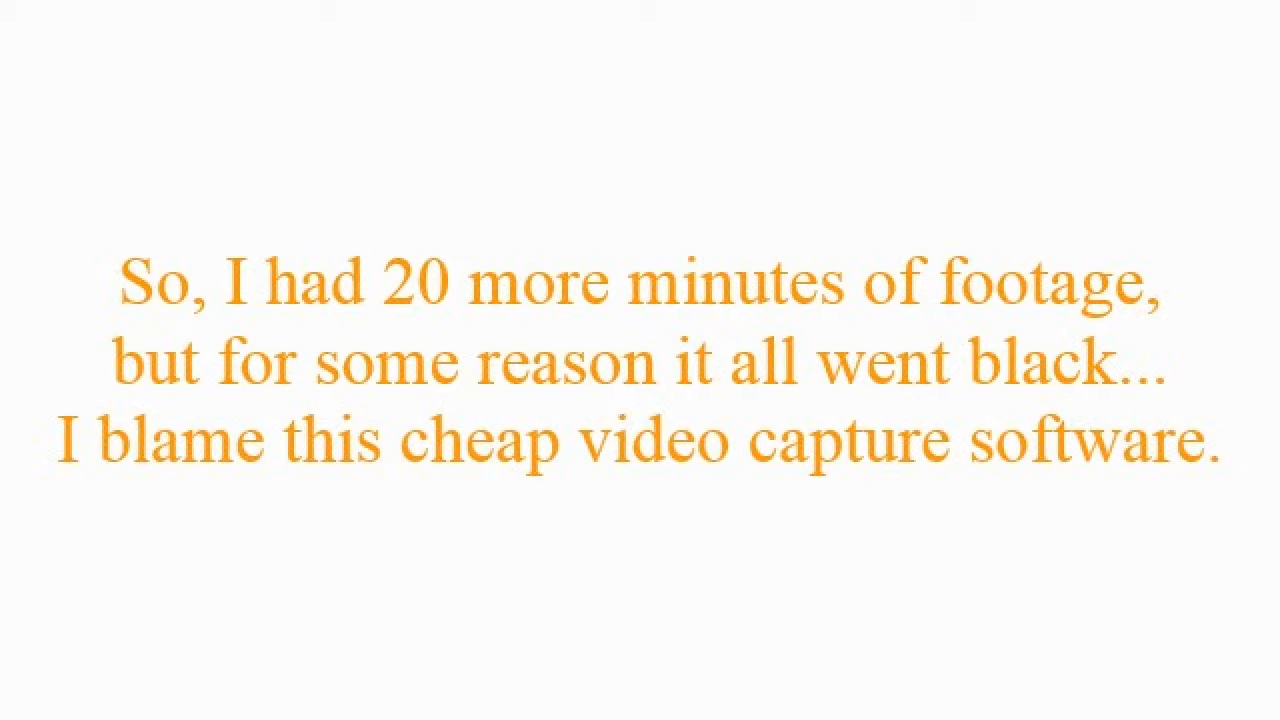 So, I had 20 more minutes of footage,
but for some reason it all went black...
I blame this cheap video capture software.